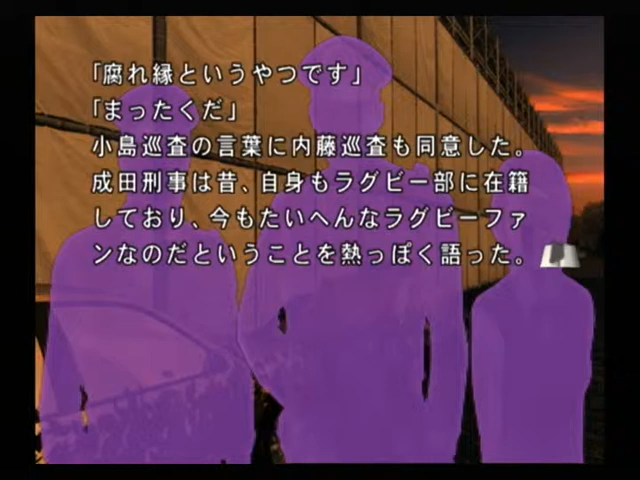 「腐れ縁というやつです」
「まったくだ」
小島巡査の言葉に内藤巡査も同意した。
成田刑事は昔、自身もラグビー部に在籍
しており、今もたいへんなラグビーファ
ンなのだということを熱っぽく語った。